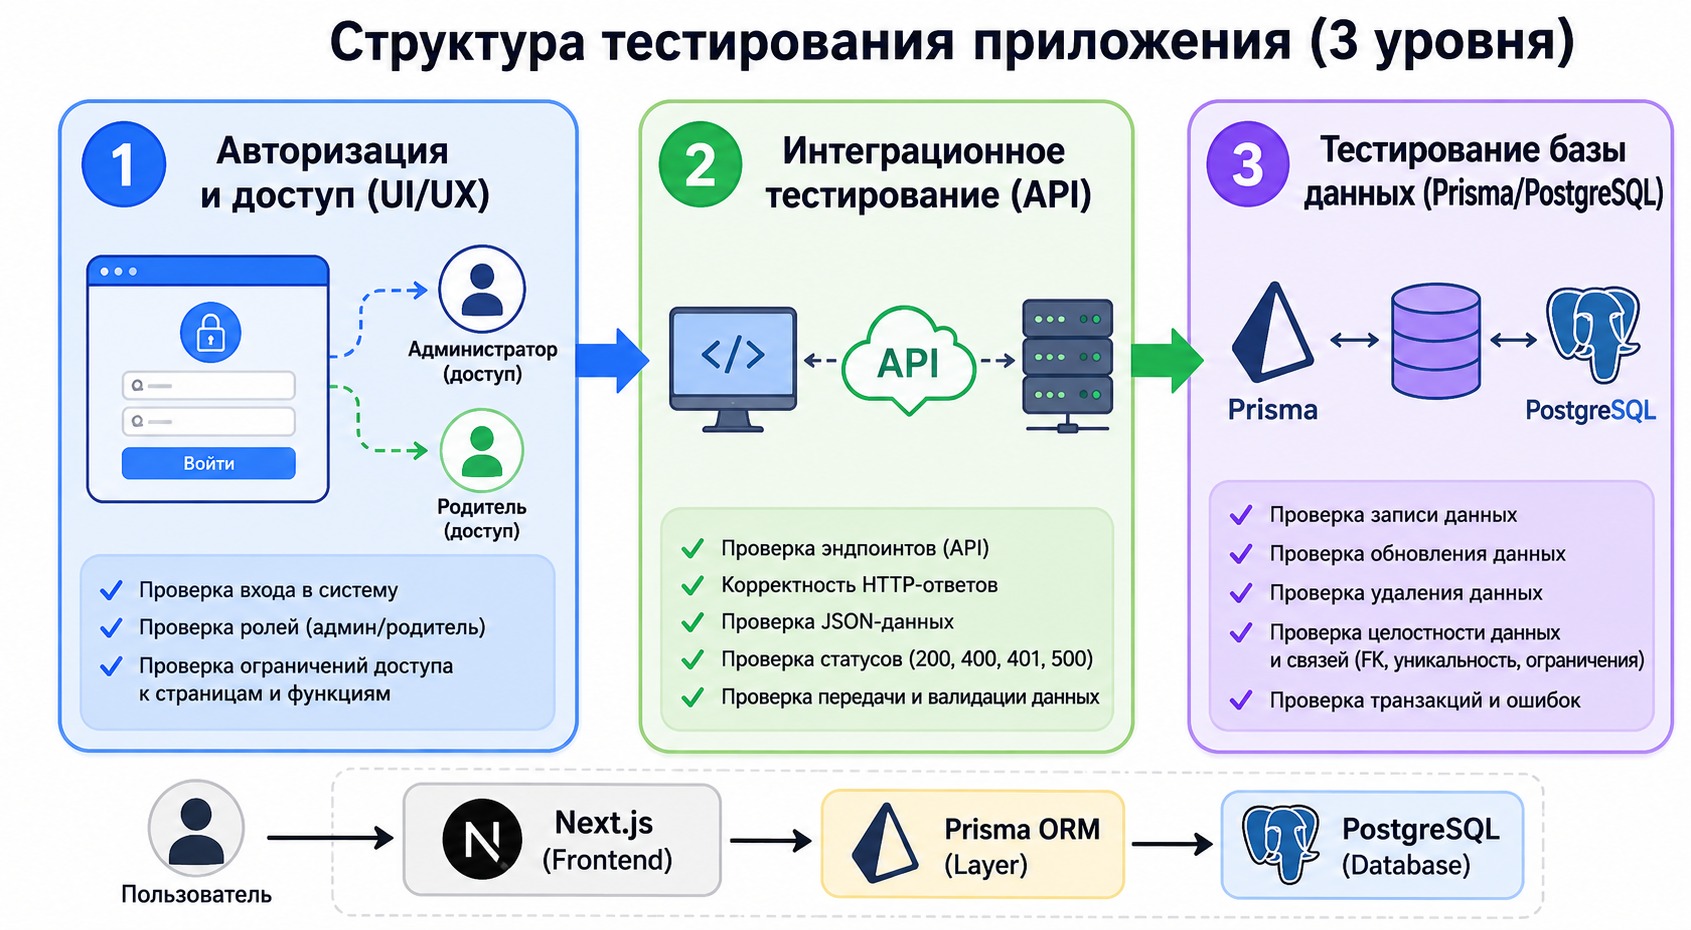 Структура тестирования приложения (3 уровня)
1
Авторизация
и доступ (UI/UX)
Администратор
(доступ)
Войти
Родитель
(доступ)
Проверка входа в систему
Проверка ролей (админ/родитель)
Проверка ограничений доступа
к страницам и функциям
2
Интеграционное
тестирование (API)
</>
API
Проверка эндпоинтов (API)
Корректность HTTP-ответов
Проверка JSON-данных
Проверка статусов (200, 400, 401, 500)
Проверка передачи и валидации данных
3
Тестирование базы
данных (Prisma/PostgreSQL)
Prisma
PostgreSQL
Проверка записи данных
Проверка обновления данных
Проверка удаления данных
Проверка целостности данных
и связей (FK, уникальность, ограничения)
Проверка транзакций и ошибок
Пользователь
N
Next.js
(Frontend)
Prisma ORM
(Layer)
PostgreSQL
(Database)